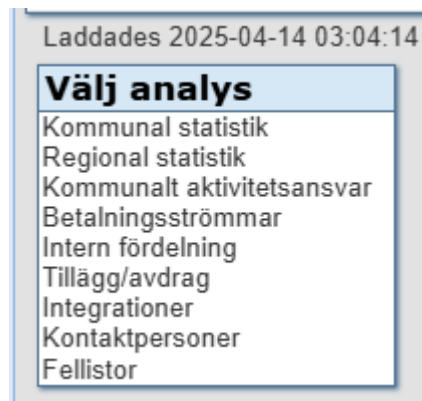 Laddades 2025-04-14 03:04:14
Välj analys
Kommunal statistik
Regional statistik
Kommunalt aktivitetsansvar
Betalningsströmmar
Intern fördelning
Tillägg/avdrag
Integrationer
Kontaktpersoner
Fellistor